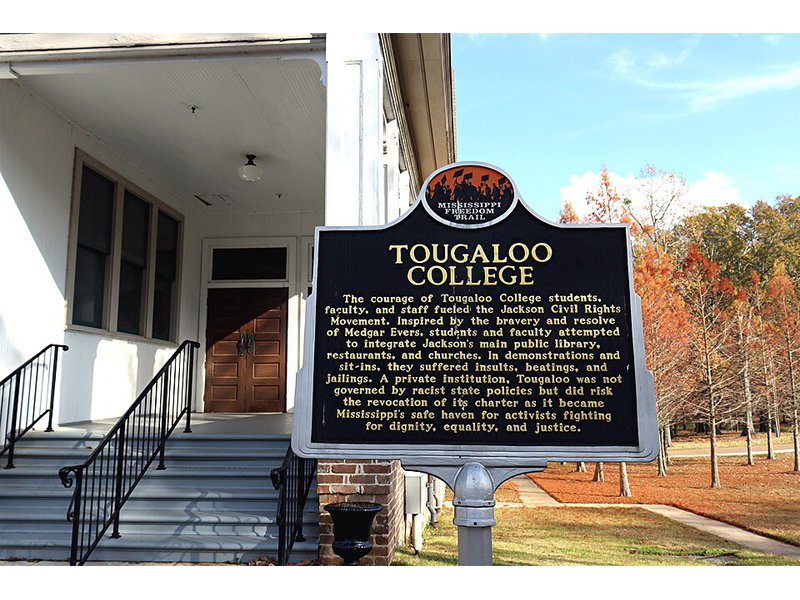 MISSISSIPPI
FREEDOM
TRAIL
TOUGALOO
COLLEGE
The courage of Tougaloo College students,
faculty, and staff fueled the Jackson Civil Rights
Movement. Inspired by the bravery and resolve
of Medgar Evers, students and faculty attempted
to integrate Jackson's main public library,
restaurants, and churches. In demonstrations and
sit-ins, they suffered insults, beatings, and
jailings. A private institution, Tougaloo was not
governed by racist state policies but did risk
the revocation of its charter as it became
Mississippi's safe haven for activists fighting
for dignity, equality, and justice.